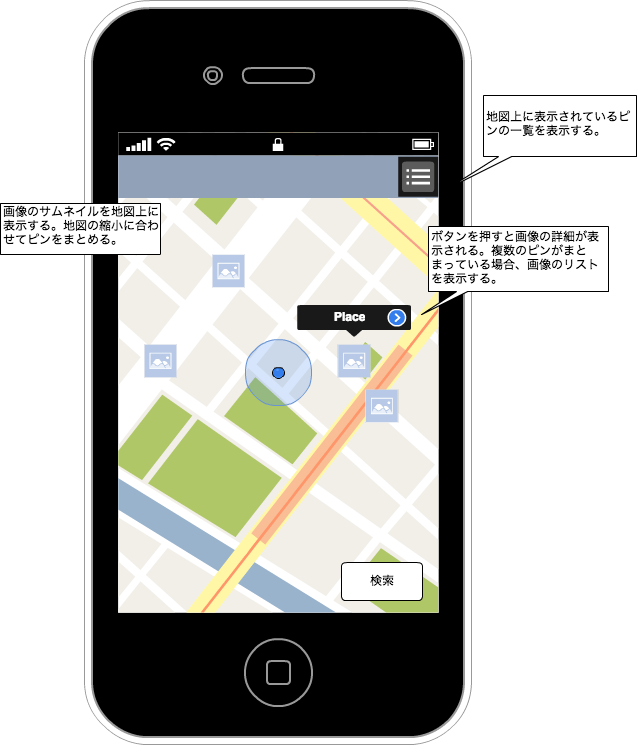 地図上に表示されているピ
ンの一覧を表示する。
画像のサムネイルを地図上に
表示する。地図の縮小に合わ
せてピンをまとめる。
ボタンを押すと画像の詳細が表
示される。複数のピンがまと
まっている場合、画像のリスト
を表示する。
Place
検索